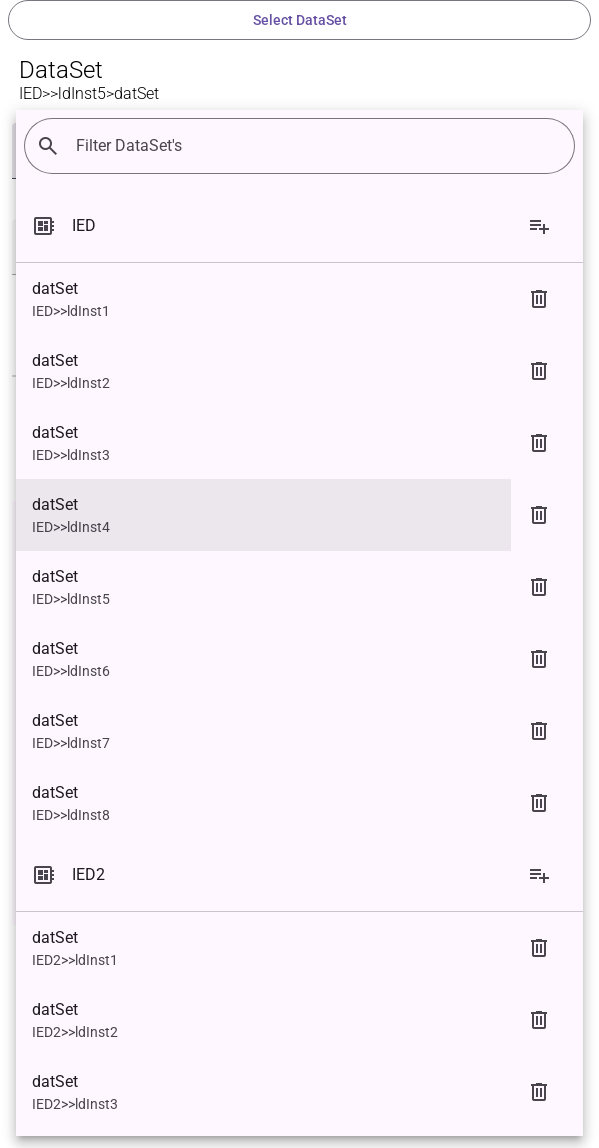 Select DataSet
DataSet
IED>>ldInst5>datSet
Filter DataSet's
IED
datSet
IED>>ldInst1
datSet
IED>>ldInst2
datSet
IED>>ldInst3
datSet
IED>>ldInst4
datSet
IED>>ldInst5
datSet
IED>>ldInst6
datSet
IED>>ldInst7
datSet
IED>>ldInst8
IED2
datSet
IED2>>ldInst1
datSet
IED2>>ldInst2
datSet
IED2>>ldInst3